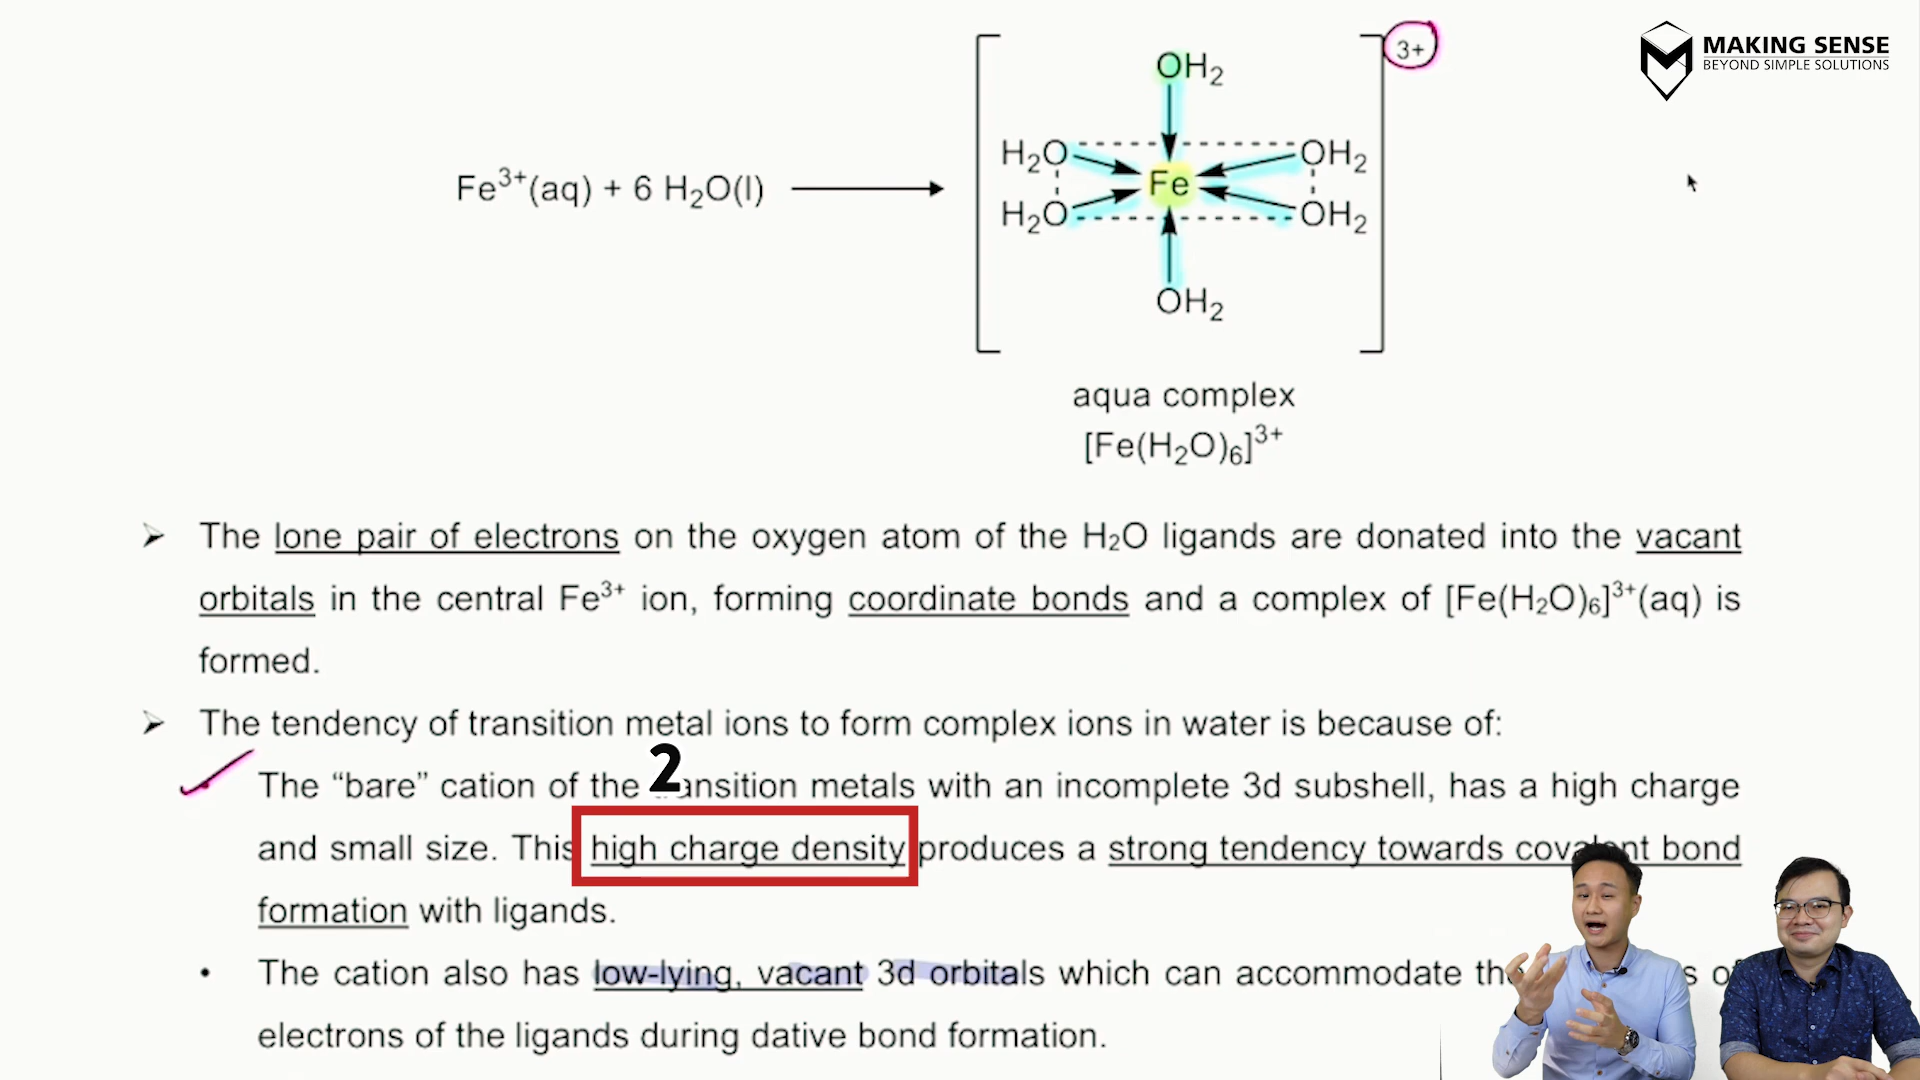 MAKING SENSE
BEYOND SIMPLE SOLUTIONS
3+
OH₂
H₂O OH₂
Fe³⁺(aq) + 6 H₂O(l) Fe
H₂O OH₂
OH₂
aqua complex
[Fe(H₂O)₆]³⁺
The lone pair of electrons on the oxygen atom of the H₂O ligands are donated into the vacant
orbitals in the central Fe³⁺ ion, forming coordinate bonds and a complex of [Fe(H₂O)₆]³⁺(aq) is
formed.
The tendency of transition metal ions to form complex ions in water is because of:
2
The “bare” cation of the ansition metals with an incomplete 3d subshell, has a high charge
and small size. This high charge density produces a strong tendency towards covalent bond
formation with ligands.
• The cation also has low-lying, vacant 3d orbitals which can accommodate
electrons of the ligands during dative bond formation.